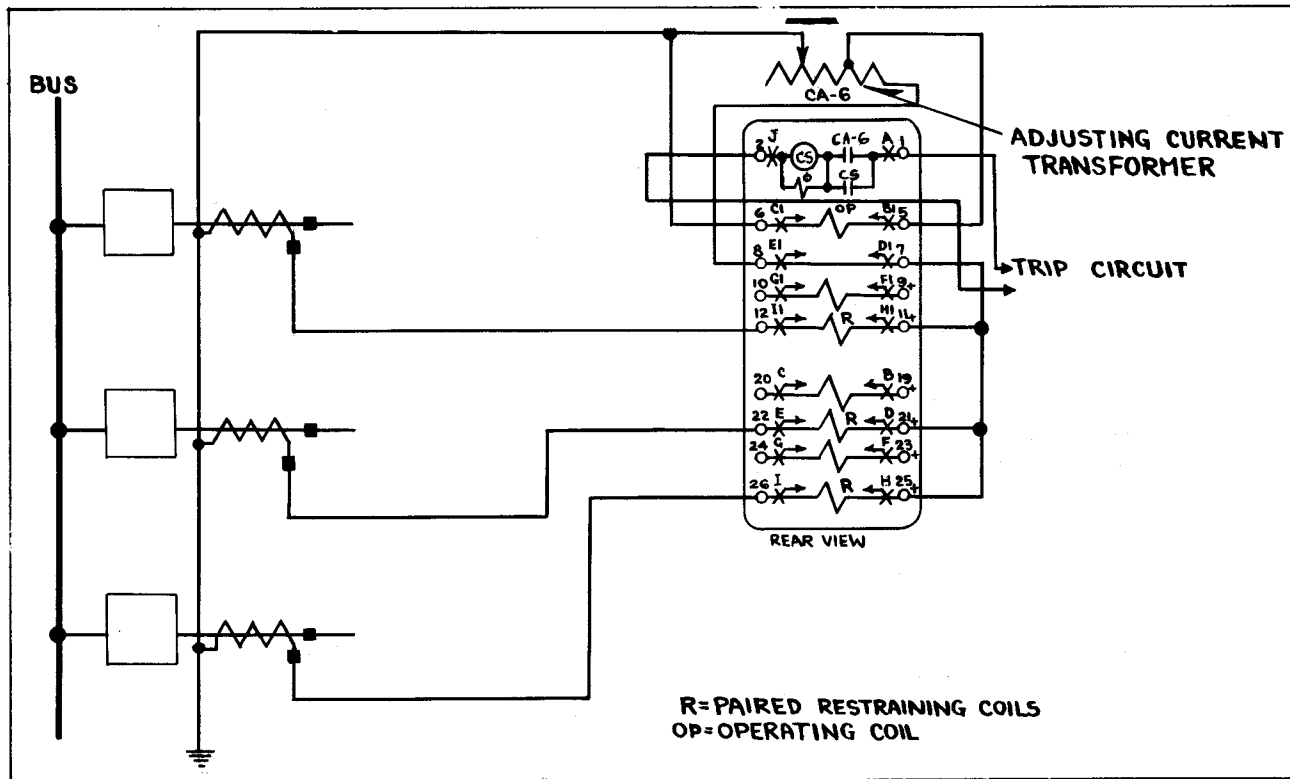 BUS
CA-6
ADJUSTING CURRENT
TRANSFORMER
2 J CS CA-6 A 1
CS
6 C1 OP B1 5
8 E1 D1 7
TRIP CIRCUIT
10 G1 F1 9+
12 I1 R H1 11+
20 C B 19+
22 E R D 21+
24 G F 23+
26 I R H 25+
REAR VIEW
R=PAIRED RESTRAINING COILS
OP=OPERATING COIL